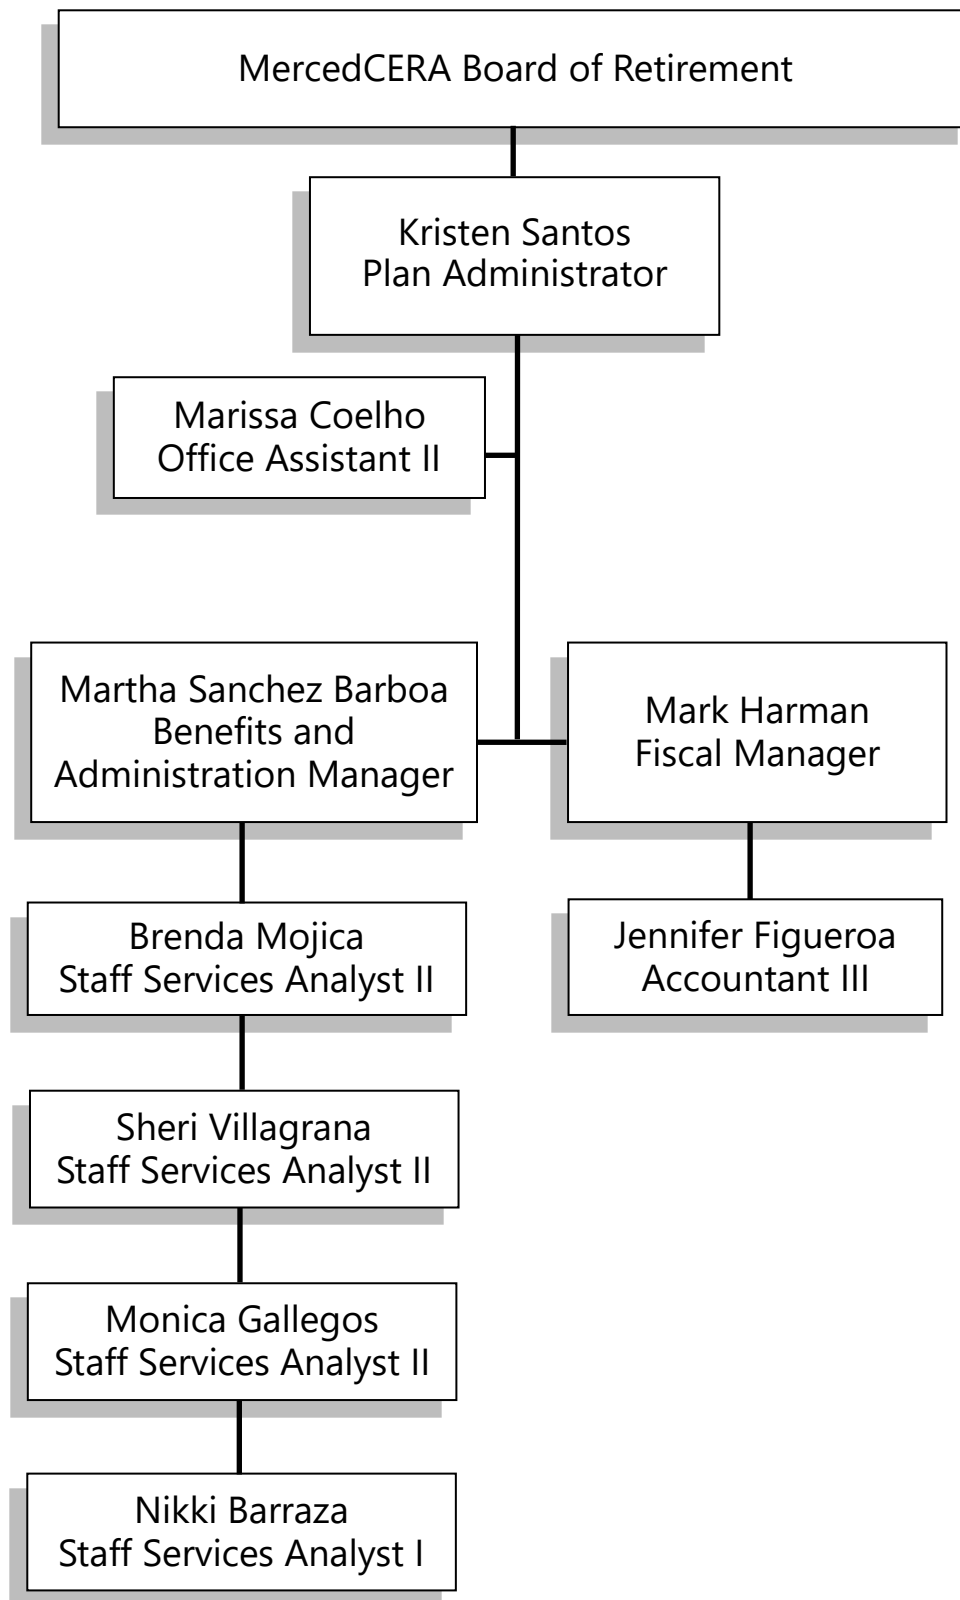 MercedCERA Board of Retirement
Kristen Santos
Plan Administrator
Marissa Coelho
Office Assistant II
Martha Sanchez Barboa
Benefits and
Administration Manager
Mark Harman
Fiscal Manager
Brenda Mojica
Staff Services Analyst II
Jennifer Figueroa
Accountant III
Sheri Villagrana
Staff Services Analyst II
Monica Gallegos
Staff Services Analyst II
Nikki Barraza
Staff Services Analyst I